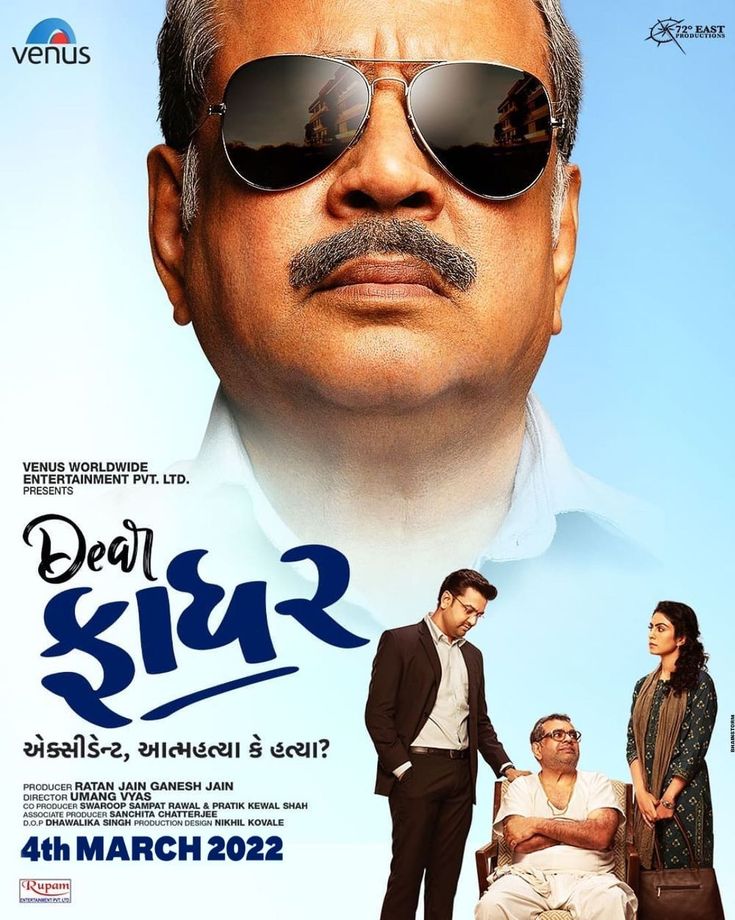 venus
72° EAST
PRODUCTIONS
VENUS WORLDWIDE
ENTERTAINMENT PVT. LTD.
PRESENTS
Dear
ફાધર
એક્સીડેન્ટ, આત્મહત્યા કે હત્યા?
PRODUCER RATAN JAIN GANESH JAIN
DIRECTOR UMANG VYAS
CO PRODUCER SWAROOP SAMPAT RAWAL & PRATIK KEWAL SHAH
ASSOCIATE PRODUCER SANCHITA CHATTERJEE
D.O.P DHAWALIKA SINGH PRODUCTION DESIGN NIKHIL KOVALE
4th MARCH 2022
Rupam
ENTERTAINMENT PVT. LTD.
BHAINSTORM